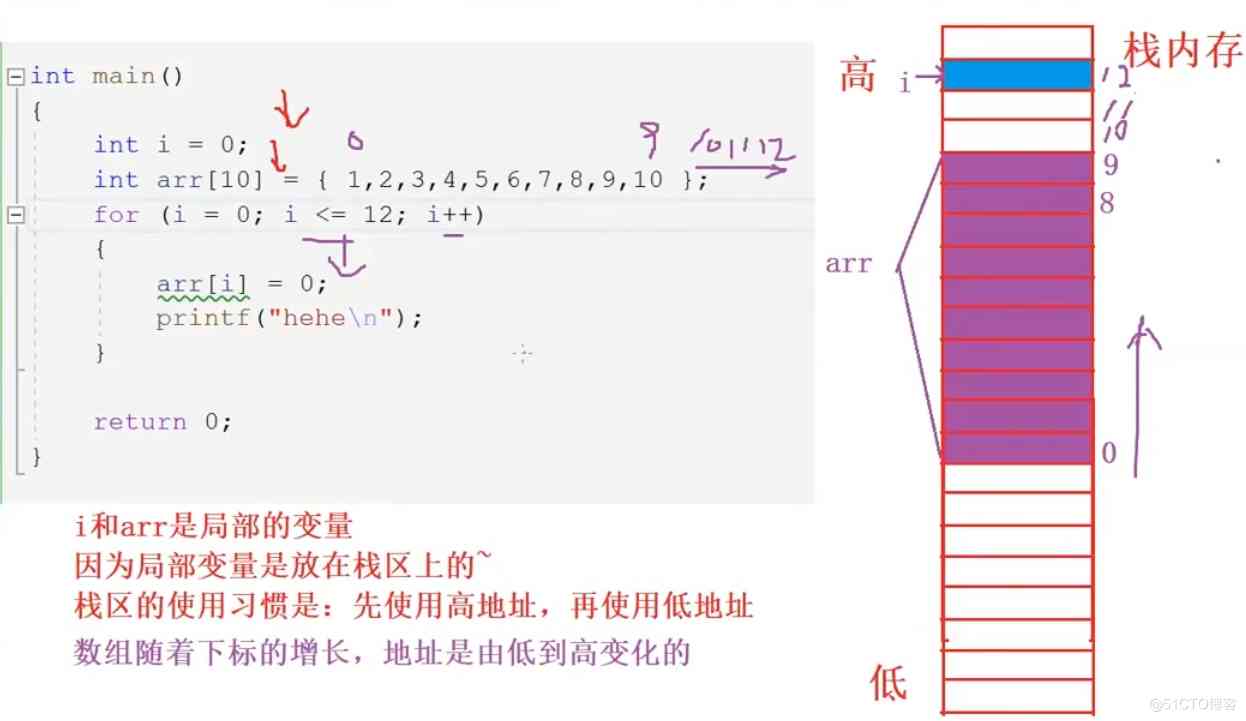 int main()
{
int i = 0;
0
9 10 11 12
int arr[10] = { 1,2,3,4,5,6,7,8,9,10 };
for (i = 0; i <= 12; i++)
{
arr[i] = 0;
printf("hehe\n");
}
return 0;
}
i和arr是局部的变量
因为局部变量是放在栈区上的~
栈区的使用习惯是：先使用高地址，再使用低地址
数组随着下标的增长，地址是由低到高变化的
栈内存
高
i
12
11
10
9
8
arr
0
低
@51CTO博客